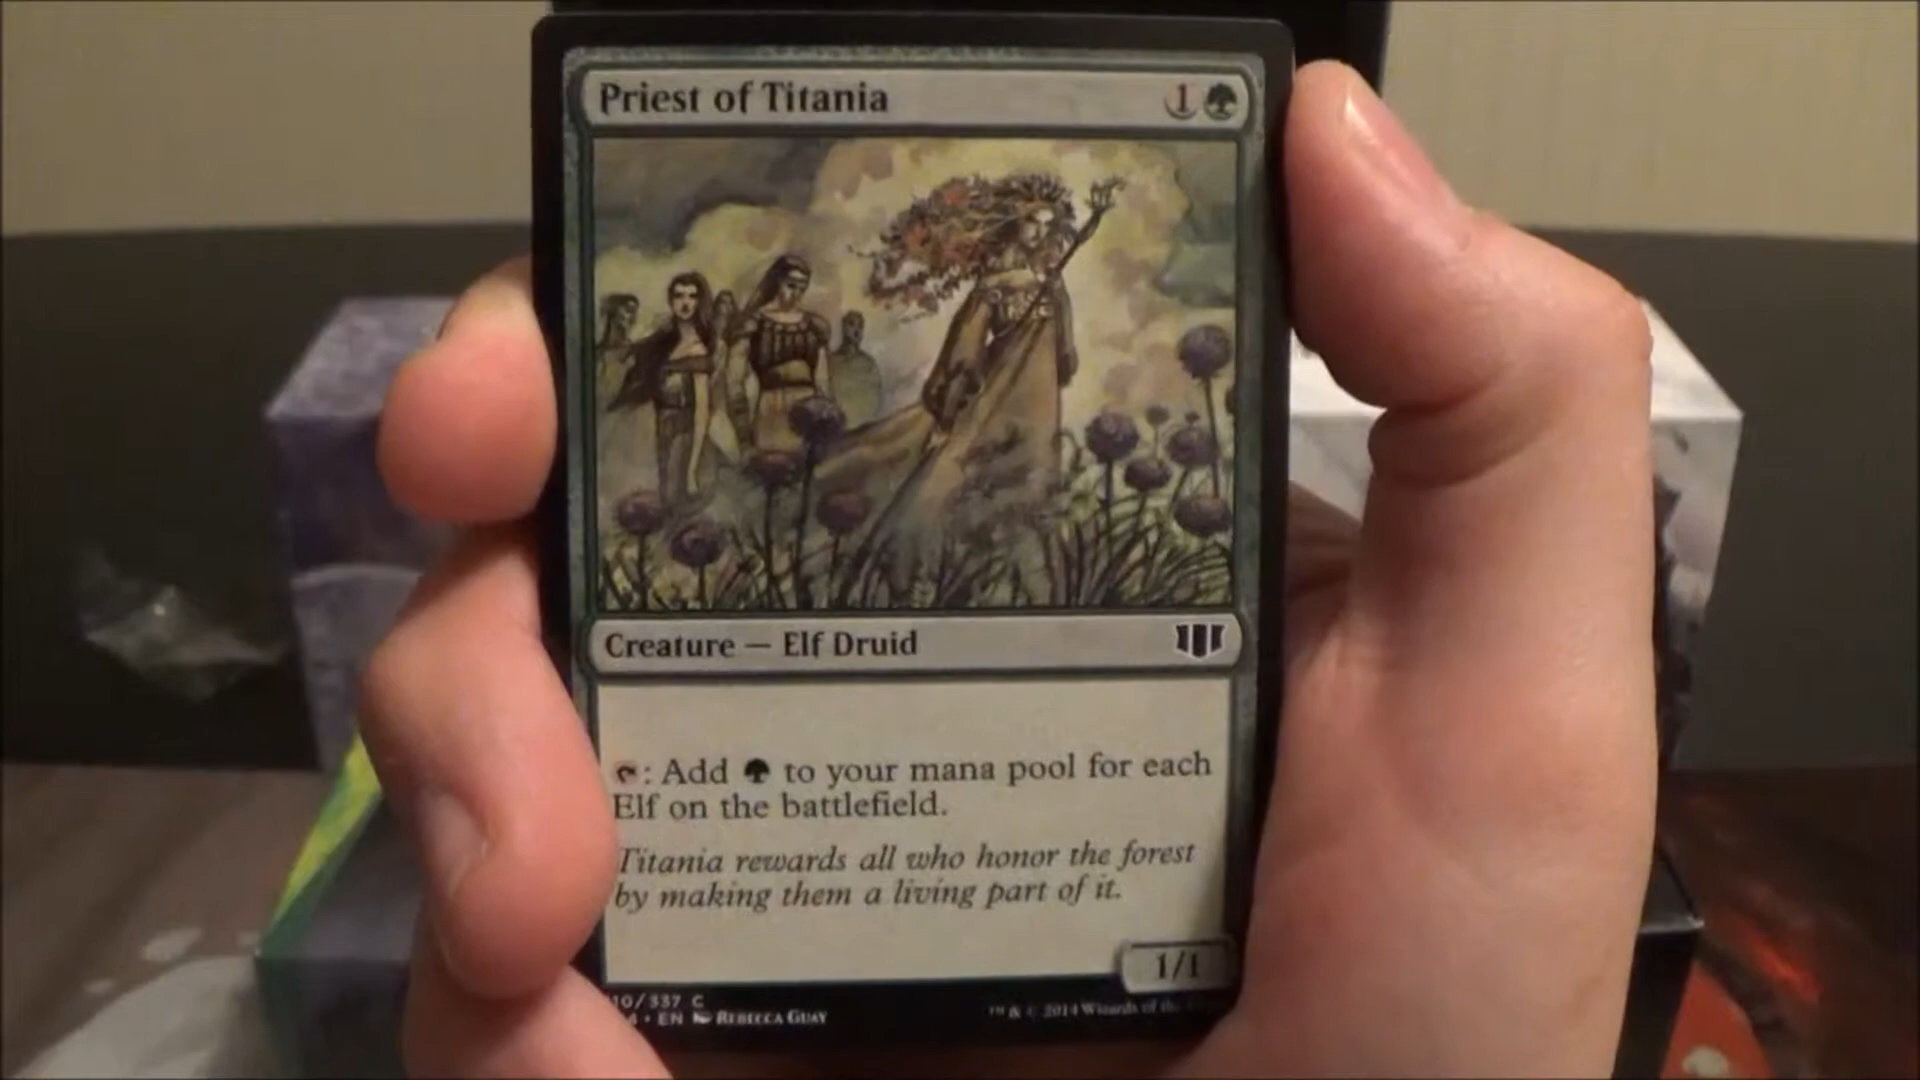 Priest of Titania 1
Creature — Elf Druid
: Add to your mana pool for each
Elf on the battlefield.
Titania rewards all who honor the forest
by making them a living part of it.
1/1
10/337 C
EN Rebecca Guay
™ & © 2014 Wizards of the